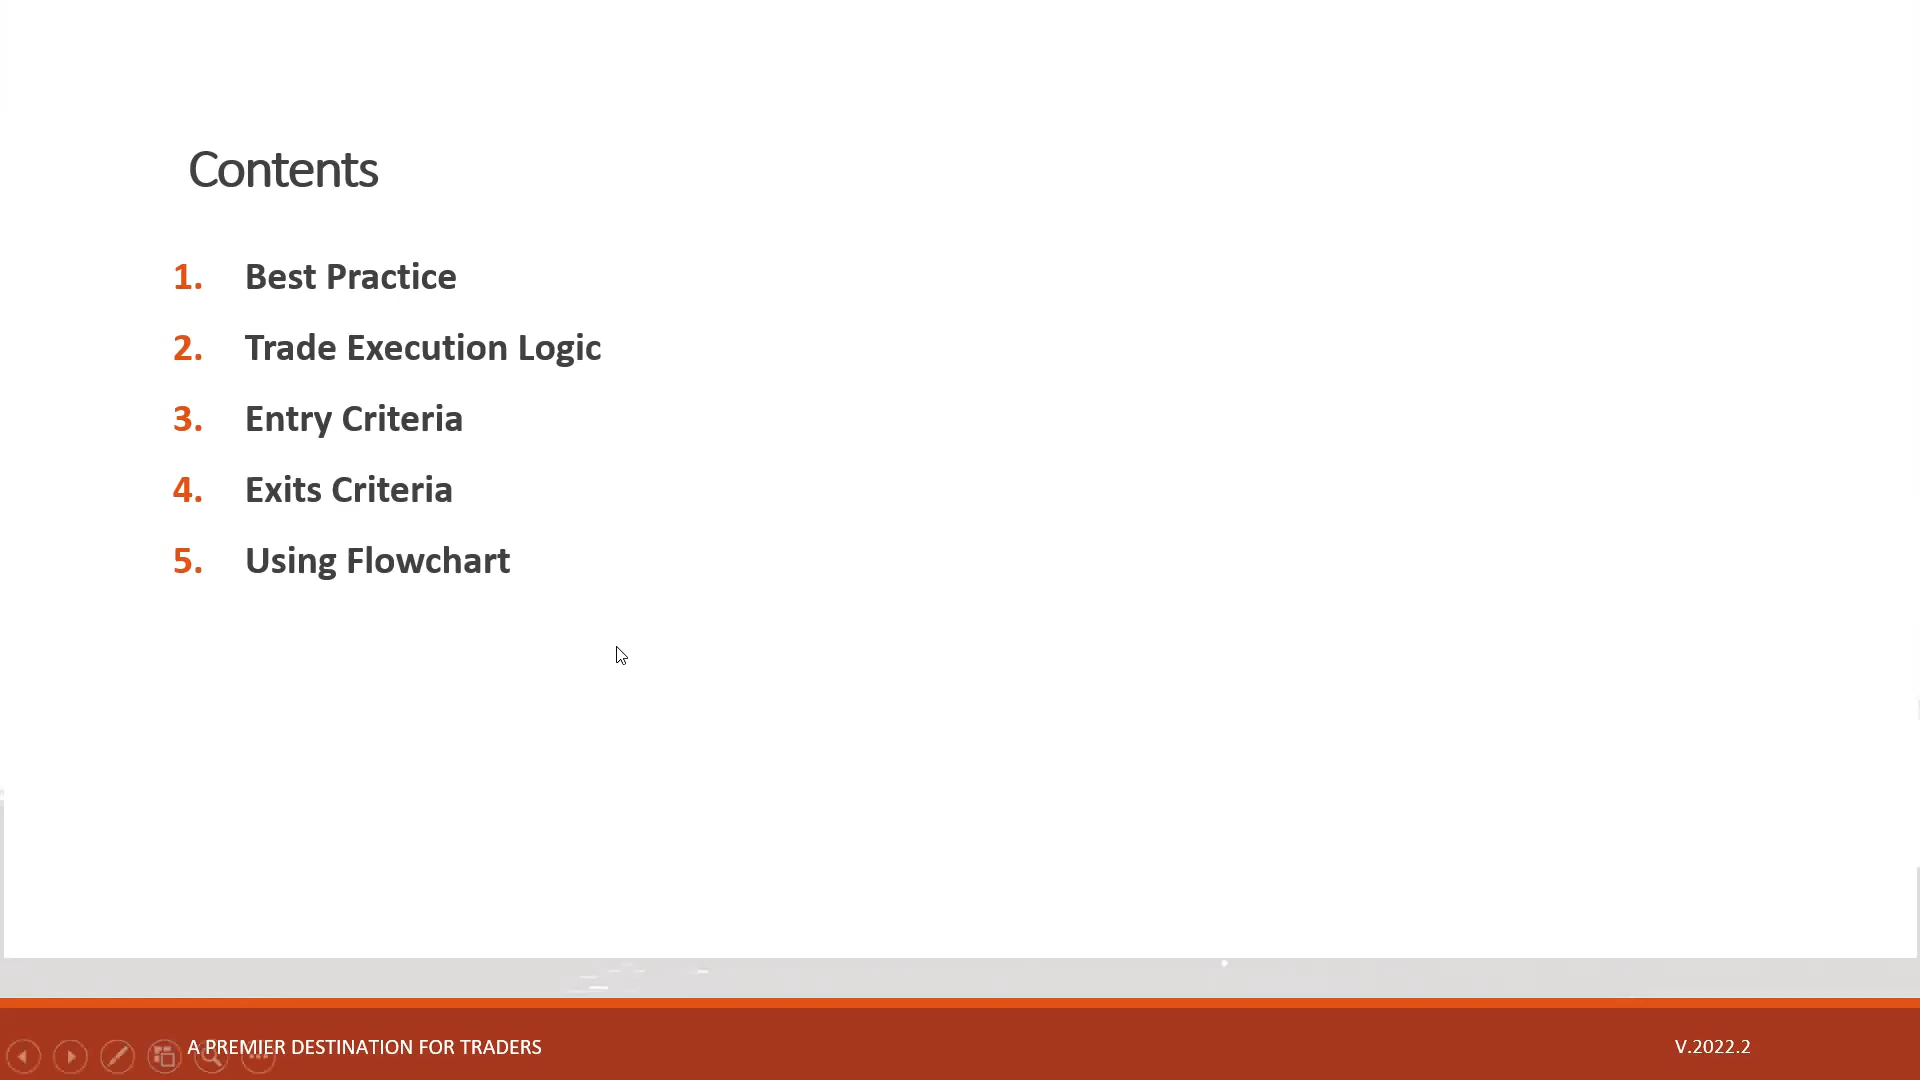 Contents
1. Best Practice
2. Trade Execution Logic
3. Entry Criteria
4. Exits Criteria
5. Using Flowchart
A PREMIER DESTINATION FOR TRADERS
V.2022.2